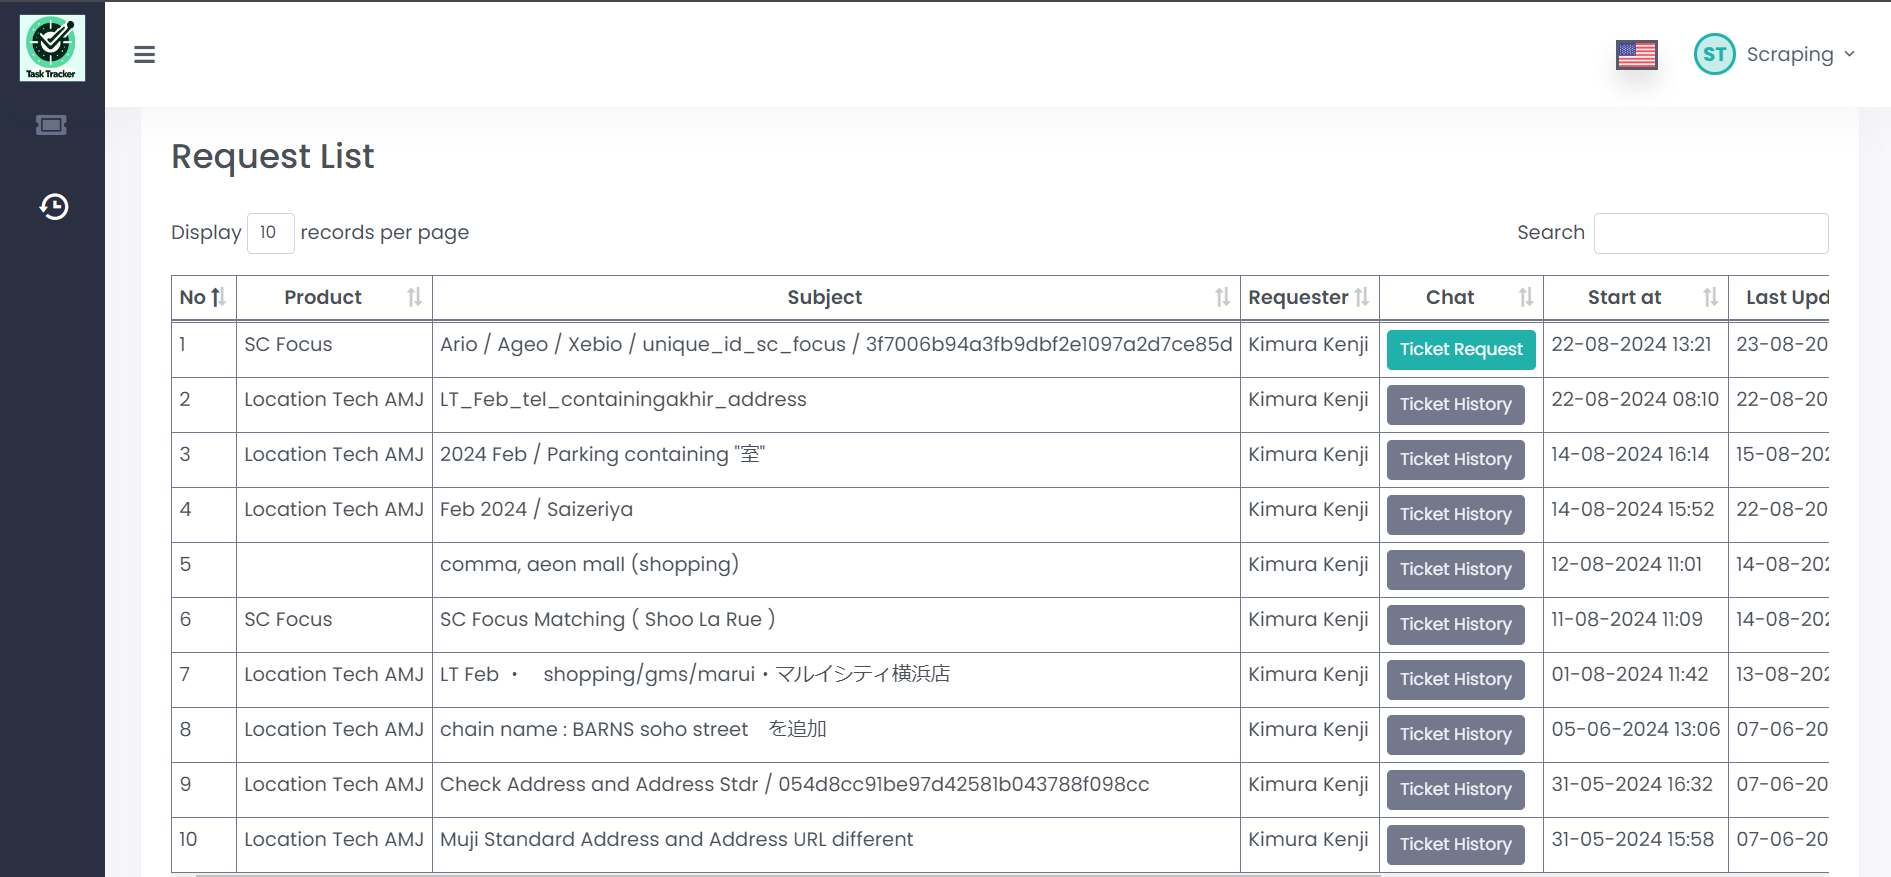 Task Tracker
ST Scraping
Request List
Display 10 records per page
Search
No Product Subject Requester Chat Start at Last Upd
1 SC Focus Ario / Ageo / Xebio / unique_id_sc_focus / 3f7006b94a3fb9dbf2e1097a2d7ce85d Kimura Kenji Ticket Request 22-08-2024 13:21 23-08-20
2 Location Tech AMJ LT_Feb_tel_containingakhir_address Kimura Kenji Ticket History 22-08-2024 08:10 22-08-20
3 Location Tech AMJ 2024 Feb / Parking containing "室" Kimura Kenji Ticket History 14-08-2024 16:14 15-08-202
4 Location Tech AMJ Feb 2024 / Saizeriya Kimura Kenji Ticket History 14-08-2024 15:52 22-08-20
5 comma, aeon mall (shopping) Kimura Kenji Ticket History 12-08-2024 11:01 14-08-202
6 SC Focus SC Focus Matching ( Shoo La Rue ) Kimura Kenji Ticket History 11-08-2024 11:09 14-08-202
7 Location Tech AMJ LT Feb ・ shopping/gms/marui・マルイシティ横浜店 Kimura Kenji Ticket History 01-08-2024 11:42 13-08-202
8 Location Tech AMJ chain name : BARNS soho street を追加 Kimura Kenji Ticket History 05-06-2024 13:06 07-06-20
9 Location Tech AMJ Check Address and Address Stdr / 054d8cc91be97d42581b043788f098cc Kimura Kenji Ticket History 31-05-2024 16:32 07-06-20
10 Location Tech AMJ Muji Standard Address and Address URL different Kimura Kenji Ticket History 31-05-2024 15:58 07-06-20